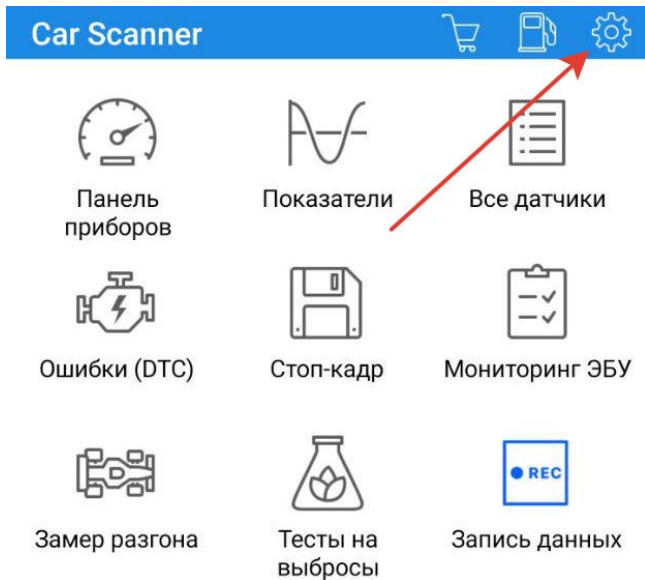 Car Scanner
Панель
приборов
Показатели
Все датчики
Ошибки (DTC)
Стоп-кадр
Мониторинг ЭБУ
REC
Замер разгона
Тесты на
выбросы
Запись данных